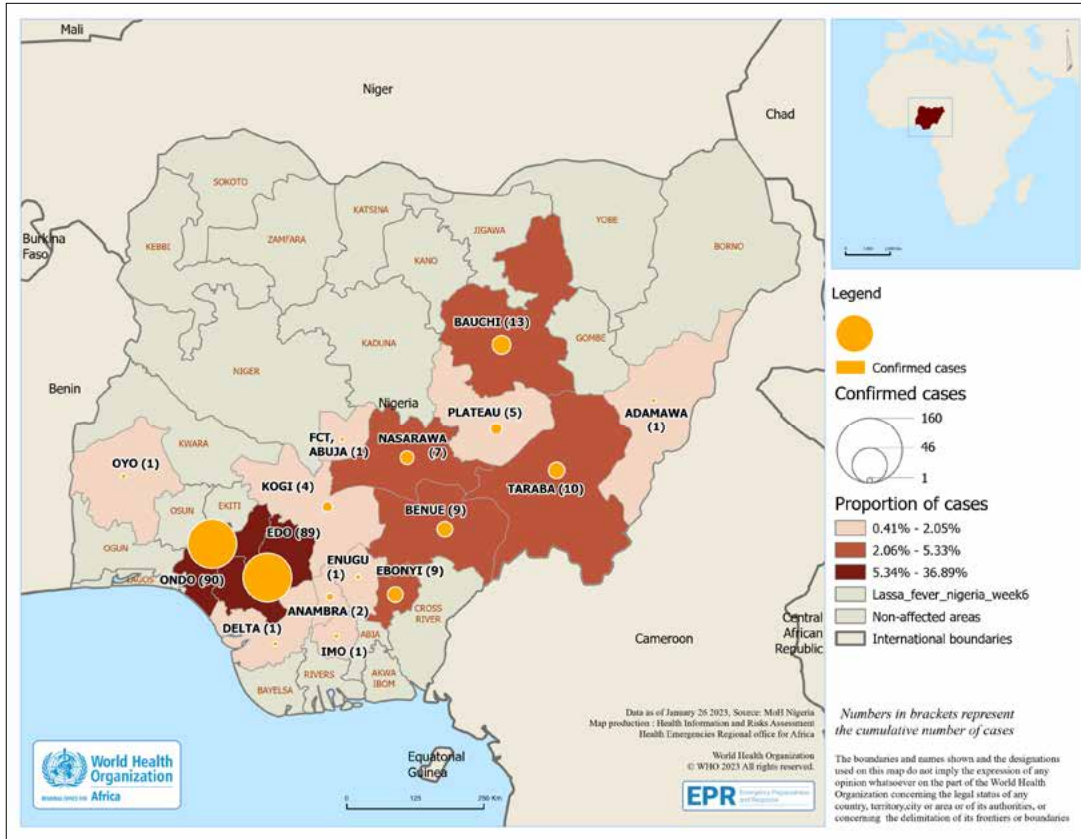 Mali
Niger
Chad
Burkina
Faso
Benin
SOKOTO
KATSINA
KEBBI
ZAMFARA
KANO
JIGAWA
YOBE
BORNO
BAUCHI (13)
GOMBE
KADUNA
NIGER
Nigeria
PLATEAU (5)
ADAMAWA
(1)
FCT,
ABUJA (1)
NASARAWA
(7)
KWARA
OYO (1)
KOGI (4)
TARABA (10)
BENUE (9)
OSUN
EKITI
EDO (89)
OGUN
LAGOS
ONDO (90)
ENUGU
(1)
EBONYI (9)
ANAMBRA (2)
CROSS
RIVER
DELTA (1)
IMO (1)
ABIA
BAYELSA
RIVERS
AKWA
IBOM
Cameroon
Central
African
Republic
Equatorial
Guinea
Data as of January 26 2023, Source: MoH Nigeria
Map production : Health Information and Risks Assessment
Health Emergencies Regional office for Africa
World Health Organization
© WHO 2023 All rights reserved.
World Health
Organization
REGIONAL OFFICE FOR Africa
0 125 250 Km
EPR Emergency Preparedness
and Response
Legend
Confirmed cases
Confirmed cases
160
46
1
Proportion of cases
0.41% - 2.05%
2.06% - 5.33%
5.34% - 36.89%
Lassa_fever_nigeria_week6
Non-affected areas
International boundaries
Numbers in brackets represent
the cumulative number of cases
The boundaries and names shown and the designations
used on this map do not imply the expression of any
opinion whatsoever on the part of the World Health
Organization concerning the legal status of any
country, territory,city or area or of its authorities, or
concerning the delimitation of its frontiers or boundaries